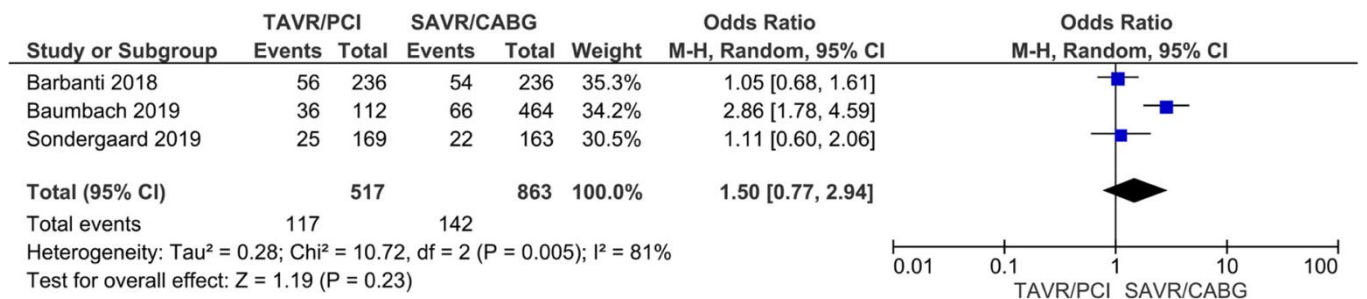 TAVR/PCI SAVR/CABG Odds Ratio Odds Ratio
Study or Subgroup Events Total Events Total Weight M-H, Random, 95% CI M-H, Random, 95% CI
Barbanti 2018 56 236 54 236 35.3% 1.05 [0.68, 1.61]
Baumbach 2019 36 112 66 464 34.2% 2.86 [1.78, 4.59]
Sondergaard 2019 25 169 22 163 30.5% 1.11 [0.60, 2.06]
Total (95% CI) 517 863 100.0% 1.50 [0.77, 2.94]
Total events 117 142
Heterogeneity: Tau² = 0.28; Chi² = 10.72, df = 2 (P = 0.005); I² = 81%
Test for overall effect: Z = 1.19 (P = 0.23)
0.01 0.1 1 10 100
TAVR/PCI SAVR/CABG